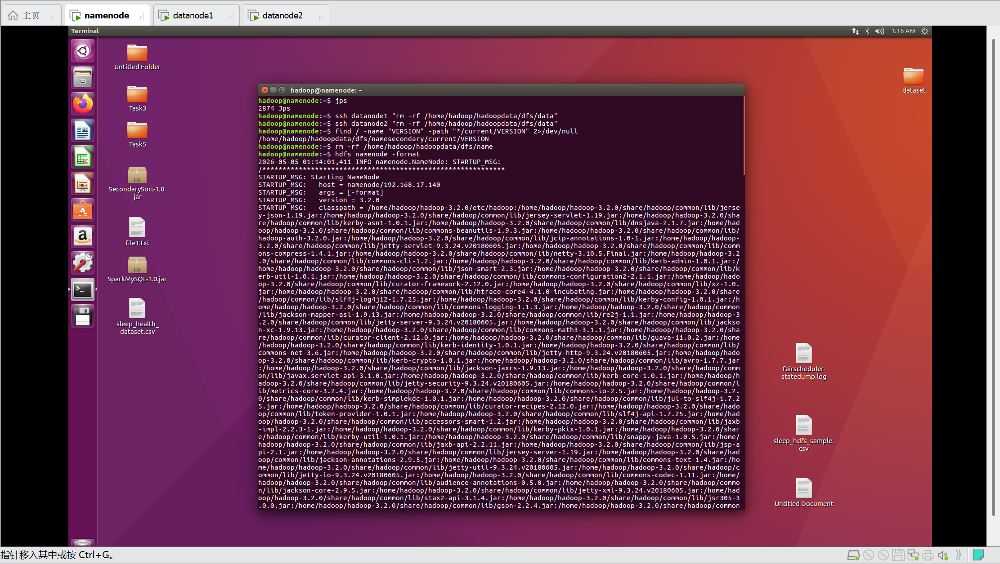 主页
namenode
datanode1
datanode2
Terminal
1:16 AM
Untitled Folder
Task3
Task5
SecondarySort-1.0.
jar
file1.txt
SparkMySQL-1.0.jar
sleep_health_
dataset.csv
dataset
fairscheduler-
statedump.log
sleep_hdfs_sample.
csv
Untitled Document
hadoop@namenode: ~
hadoop@namenode:~$ jps
2874 Jps
hadoop@namenode:~$ ssh datanode1 "rm -rf /home/hadoop/hadoopdata/dfs/data"
hadoop@namenode:~$ ssh datanode2 "rm -rf /home/hadoop/hadoopdata/dfs/data"
hadoop@namenode:~$ find / -name "VERSION" -path "*/current/VERSION" 2>/dev/null
/home/hadoop/hadoopdata/dfs/namesecondary/current/VERSION
hadoop@namenode:~$ rm -rf /home/hadoop/hadoopdata/dfs/name
hadoop@namenode:~$ hdfs namenode -format
2026-05-05 01:14:01,411 INFO namenode.NameNode: STARTUP_MSG:
/************************************************************
STARTUP_MSG: Starting NameNode
STARTUP_MSG:   host = namenode/192.168.17.140
STARTUP_MSG:   args = [-format]
STARTUP_MSG:   version = 3.2.0
STARTUP_MSG:   classpath = /home/hadoop/hadoop-3.2.0/etc/hadoop:/home/hadoop/hadoop-3.2.0/share/hadoop/common/lib/jerse
y-json-1.19.jar:/home/hadoop/hadoop-3.2.0/share/hadoop/common/lib/jersey-servlet-1.19.jar:/home/hadoop/hadoop-3.2.0/sha
re/hadoop/common/lib/kerby-asn1-1.0.1.jar:/home/hadoop/hadoop-3.2.0/share/hadoop/common/lib/dnsjava-2.1.7.jar:/home/had
oop/hadoop-3.2.0/share/hadoop/common/lib/commons-beanutils-1.9.3.jar:/home/hadoop/hadoop-3.2.0/share/hadoop/common/lib/
hadoop-auth-3.2.0.jar:/home/hadoop/hadoop-3.2.0/share/hadoop/common/lib/jcip-annotations-1.0-1.jar:/home/hadoop/hadoop-
3.2.0/share/hadoop/common/lib/jetty-servlet-9.3.24.v20180605.jar:/home/hadoop/hadoop-3.2.0/share/hadoop/common/lib/comm
ons-compress-1.4.1.jar:/home/hadoop/hadoop-3.2.0/share/hadoop/common/lib/netty-3.10.5.Final.jar:/home/hadoop/hadoop-3.2
.0/share/hadoop/common/lib/commons-cli-1.2.jar:/home/hadoop/hadoop-3.2.0/share/hadoop/common/lib/kerb-admin-1.0.1.jar:/
home/hadoop/hadoop-3.2.0/share/hadoop/common/lib/json-smart-2.3.jar:/home/hadoop/hadoop-3.2.0/share/hadoop/common/lib/k
erb-util-1.0.1.jar:/home/hadoop/hadoop-3.2.0/share/hadoop/common/lib/commons-configuration2-2.1.1.jar:/home/hadoop/hado
op-3.2.0/share/hadoop/common/lib/curator-framework-2.12.0.jar:/home/hadoop/hadoop-3.2.0/share/hadoop/common/lib/xz-1.0.
jar:/home/hadoop/hadoop-3.2.0/share/hadoop/common/lib/htrace-core4-4.1.0-incubating.jar:/home/hadoop/hadoop-3.2.0/share
/hadoop/common/lib/slf4j-log4j12-1.7.25.jar:/home/hadoop/hadoop-3.2.0/share/hadoop/common/lib/kerby-config-1.0.1.jar:/h
ome/hadoop/hadoop-3.2.0/share/hadoop/common/lib/commons-logging-1.1.3.jar:/home/hadoop/hadoop-3.2.0/share/hadoop/common
/lib/jackson-mapper-asl-1.9.13.jar:/home/hadoop/hadoop-3.2.0/share/hadoop/common/lib/re2j-1.1.jar:/home/hadoop/hadoop-3
.2.0/share/hadoop/common/lib/jetty-server-9.3.24.v20180605.jar:/home/hadoop/hadoop-3.2.0/share/hadoop/common/lib/jackso
n-xc-1.9.13.jar:/home/hadoop/hadoop-3.2.0/share/hadoop/common/lib/commons-math3-3.1.1.jar:/home/hadoop/hadoop-3.2.0/sha
re/hadoop/common/lib/curator-client-2.12.0.jar:/home/hadoop/hadoop-3.2.0/share/hadoop/common/lib/guava-11.0.2.jar:/home
/hadoop/hadoop-3.2.0/share/hadoop/common/lib/kerb-identity-1.0.1.jar:/home/hadoop/hadoop-3.2.0/share/hadoop/common/lib/
commons-net-3.6.jar:/home/hadoop/hadoop-3.2.0/share/hadoop/common/lib/jetty-http-9.3.24.v20180605.jar:/home/hadoop/hado
op-3.2.0/share/hadoop/common/lib/kerb-crypto-1.0.1.jar:/home/hadoop/hadoop-3.2.0/share/hadoop/common/lib/avro-1.7.7.jar
:/home/hadoop/hadoop-3.2.0/share/hadoop/common/lib/jackson-jaxrs-1.9.13.jar:/home/hadoop/hadoop-3.2.0/share/hadoop/comm
on/lib/javax.servlet-api-3.1.0.jar:/home/hadoop/hadoop-3.2.0/share/hadoop/common/lib/kerb-core-1.0.1.jar:/home/hadoop/h
adoop-3.2.0/share/hadoop/common/lib/jetty-security-9.3.24.v20180605.jar:/home/hadoop/hadoop-3.2.0/share/hadoop/common/l
ib/metrics-core-3.2.4.jar:/home/hadoop/hadoop-3.2.0/share/hadoop/common/lib/commons-io-2.5.jar:/home/hadoop/hadoop-3.2.
0/share/hadoop/common/lib/kerb-simplekdc-1.0.1.jar:/home/hadoop/hadoop-3.2.0/share/hadoop/common/lib/jul-to-slf4j-1.7.2
5.jar:/home/hadoop/hadoop-3.2.0/share/hadoop/common/lib/curator-recipes-2.12.0.jar:/home/hadoop/hadoop-3.2.0/share/hado
op/common/lib/token-provider-1.0.1.jar:/home/hadoop/hadoop-3.2.0/share/hadoop/common/lib/slf4j-api-1.7.25.jar:/home/had
oop/hadoop-3.2.0/share/hadoop/common/lib/accessors-smart-1.2.jar:/home/hadoop/hadoop-3.2.0/share/hadoop/common/lib/jaxb
-impl-2.2.3-1.jar:/home/hadoop/hadoop-3.2.0/share/hadoop/common/lib/kerby-pkix-1.0.1.jar:/home/hadoop/hadoop-3.2.0/shar
e/hadoop/common/lib/kerby-util-1.0.1.jar:/home/hadoop/hadoop-3.2.0/share/hadoop/common/lib/snappy-java-1.0.5.jar:/home/
hadoop/hadoop-3.2.0/share/hadoop/common/lib/jaxb-api-2.2.11.jar:/home/hadoop/hadoop-3.2.0/share/hadoop/common/lib/jsp-a
pi-2.1.jar:/home/hadoop/hadoop-3.2.0/share/hadoop/common/lib/jersey-server-1.19.jar:/home/hadoop/hadoop-3.2.0/share/had
oop/common/lib/jackson-annotations-2.9.5.jar:/home/hadoop/hadoop-3.2.0/share/hadoop/common/lib/commons-text-1.4.jar:/ho
me/hadoop/hadoop-3.2.0/share/hadoop/common/lib/jetty-util-9.3.24.v20180605.jar:/home/hadoop/hadoop-3.2.0/share/hadoop/c
ommon/lib/jetty-io-9.3.24.v20180605.jar:/home/hadoop/hadoop-3.2.0/share/hadoop/common/lib/commons-codec-1.11.jar:/home/
hadoop/hadoop-3.2.0/share/hadoop/common/lib/audience-annotations-0.5.0.jar:/home/hadoop/hadoop-3.2.0/share/hadoop/commo
n/lib/jackson-core-2.9.5.jar:/home/hadoop/hadoop-3.2.0/share/hadoop/common/lib/jetty-xml-9.3.24.v20180605.jar:/home/had
oop/hadoop-3.2.0/share/hadoop/common/lib/stax2-api-3.1.4.jar:/home/hadoop/hadoop-3.2.0/share/hadoop/common/lib/jsr305-3
.0.0.jar:/home/hadoop/hadoop-3.2.0/share/hadoop/common/lib/gson-2.2.4.jar:/home/hadoop/hadoop-3.2.0/share/hadoop/common
指针移入其中或按 Ctrl+G。